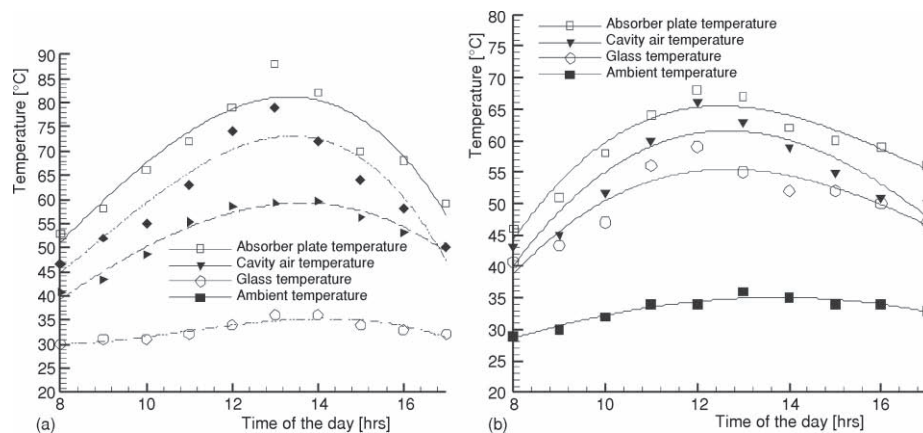 Temperature [°C]
90
85
80
75
70
65
60
55
50
45
40
35
30
25
20
Absorber plate temperature
Cavity air temperature
Glass temperature
Ambient temperature
8
10
12
14
16
(a)
Time of the day [hrs]
Temperature [°C]
80
75
70
65
60
55
50
45
40
35
30
25
20
Absorber plate temperature
Cavity air temperature
Glass temperature
Ambient temperature
8
10
12
14
16
(b)
Time of the day [hrs]